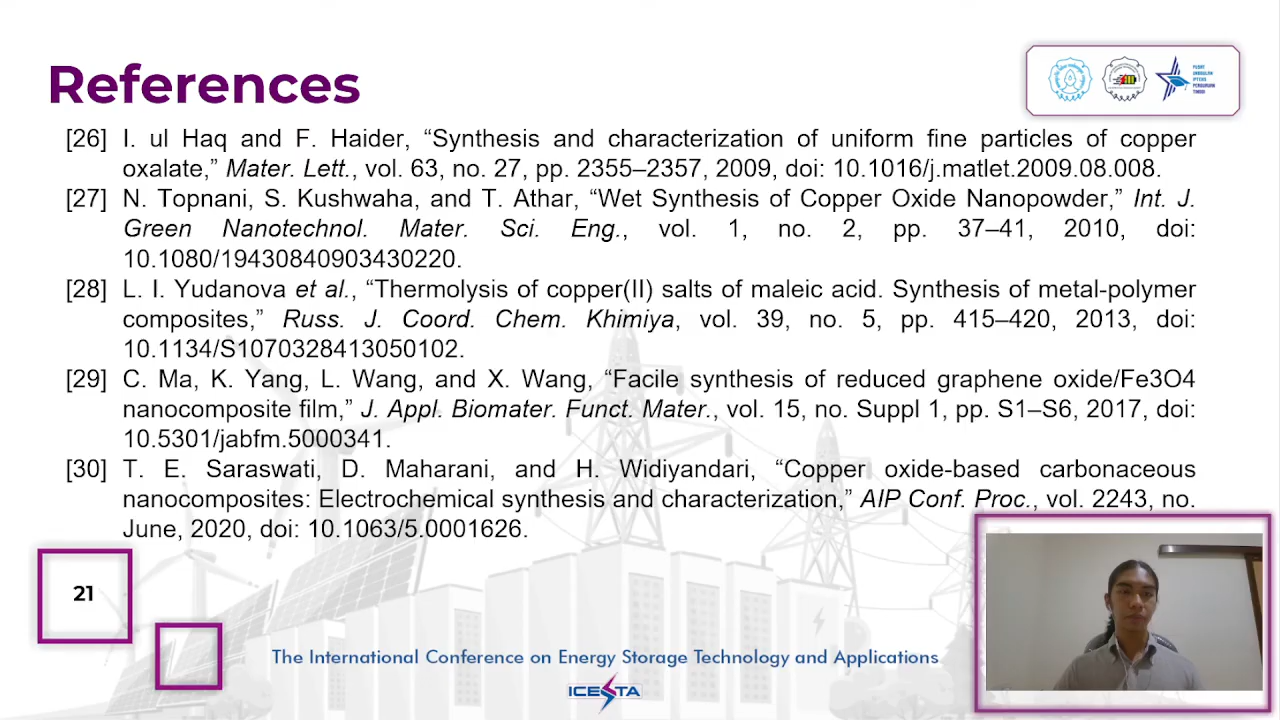 References
[26] I. ul Haq and F. Haider, “Synthesis and characterization of uniform fine particles of copper
oxalate,” Mater. Lett., vol. 63, no. 27, pp. 2355–2357, 2009, doi: 10.1016/j.matlet.2009.08.008.
[27] N. Topnani, S. Kushwaha, and T. Athar, “Wet Synthesis of Copper Oxide Nanopowder,” Int. J.
Green Nanotechnol. Mater. Sci. Eng., vol. 1, no. 2, pp. 37–41, 2010, doi:
10.1080/19430840903430220.
[28] L. I. Yudanova et al., “Thermolysis of copper(II) salts of maleic acid. Synthesis of metal-polymer
composites,” Russ. J. Coord. Chem. Khimiya, vol. 39, no. 5, pp. 415–420, 2013, doi:
10.1134/S1070328413050102.
[29] C. Ma, K. Yang, L. Wang, and X. Wang, “Facile synthesis of reduced graphene oxide/Fe3O4
nanocomposite film,” J. Appl. Biomater. Funct. Mater., vol. 15, no. Suppl 1, pp. S1–S6, 2017, doi:
10.5301/jabfm.5000341.
[30] T. E. Saraswati, D. Maharani, and H. Widiyandari, “Copper oxide-based carbonaceous
nanocomposites: Electrochemical synthesis and characterization,” AIP Conf. Proc., vol. 2243, no.
June, 2020, doi: 10.1063/5.0001626.
21
The International Conference on Energy Storage Technology and Applications
ICESTA